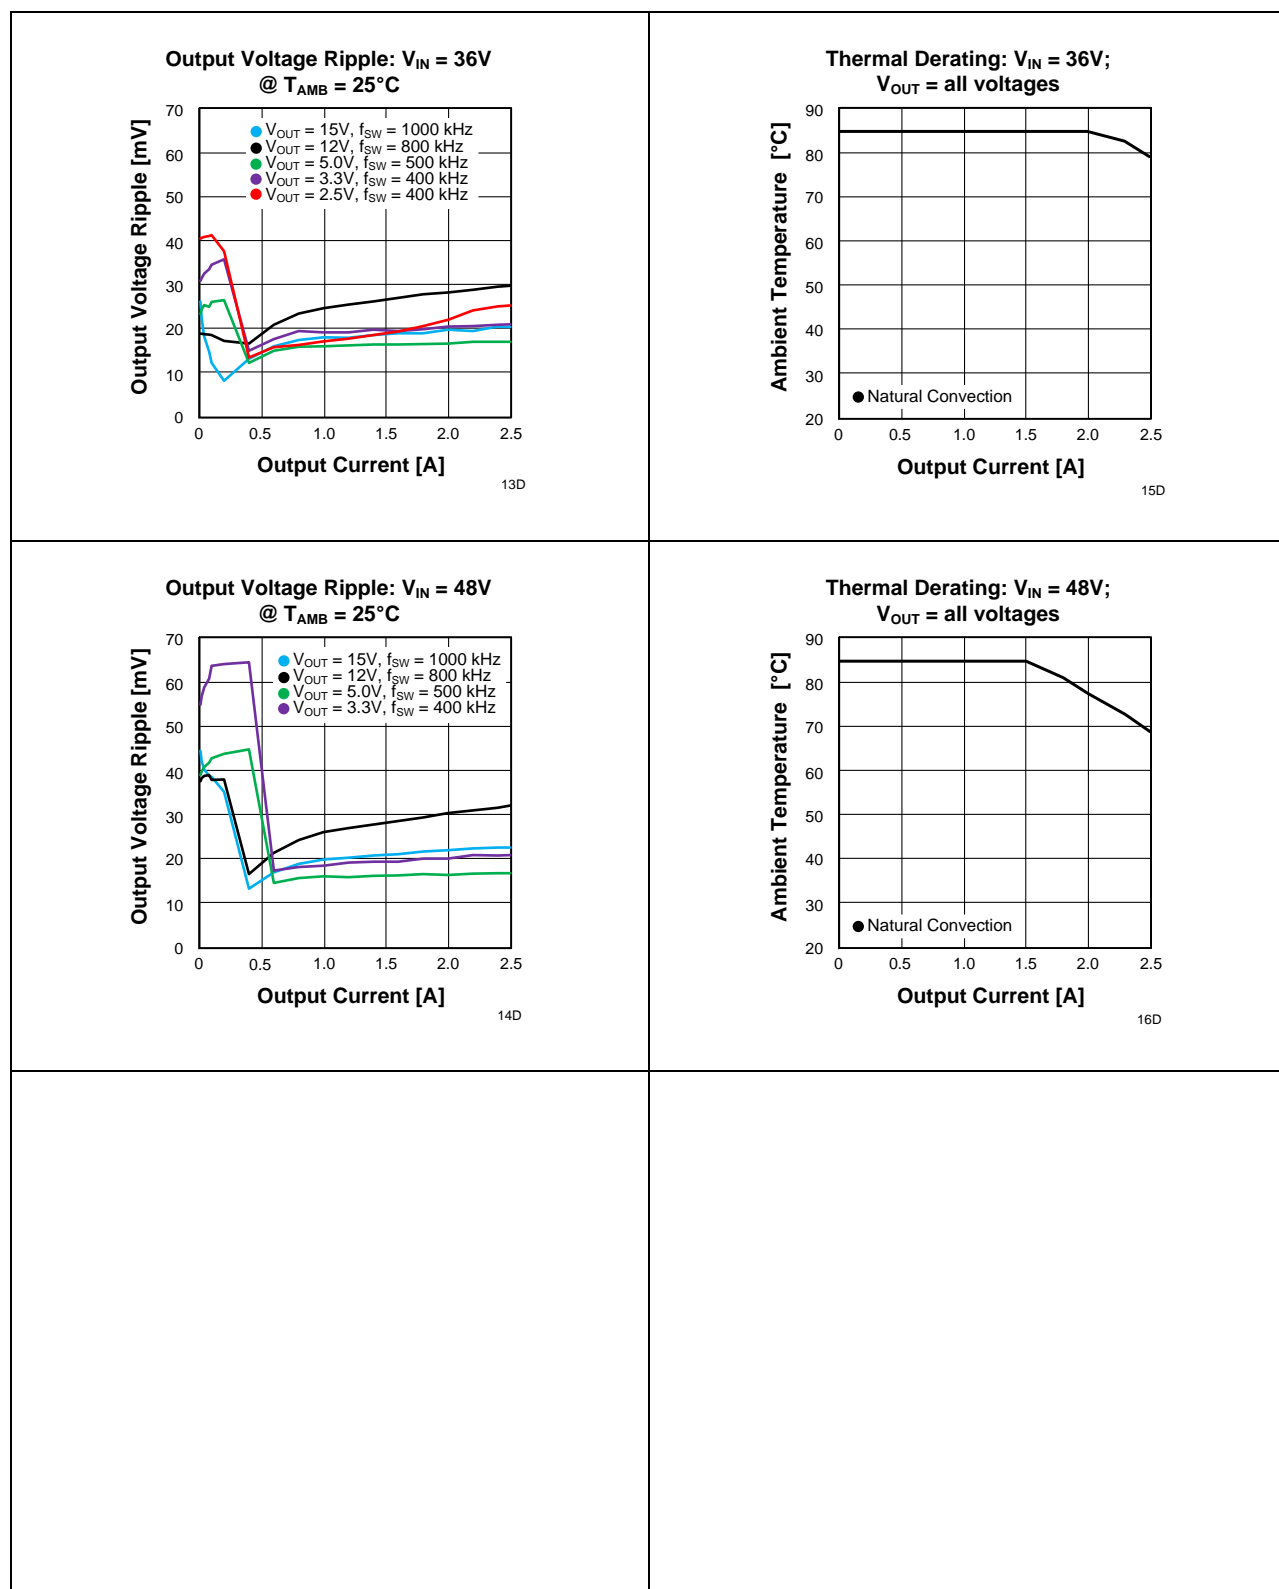 Output Voltage Ripple: VIN = 36V
@ TAMB = 25°C
Output Voltage Ripple [mV]
70
60
50
40
30
20
10
0
VOUT = 15V, fSW = 1000 kHz
VOUT = 12V, fSW = 800 kHz
VOUT = 5.0V, fSW = 500 kHz
VOUT = 3.3V, fSW = 400 kHz
VOUT = 2.5V, fSW = 400 kHz
0 0.5 1.0 1.5 2.0 2.5
Output Current [A]
13D
Thermal Derating: VIN = 36V;
VOUT = all voltages
Ambient Temperature [°C]
90
80
70
60
50
40
30
20
Natural Convection
0 0.5 1.0 1.5 2.0 2.5
Output Current [A]
15D
Output Voltage Ripple: VIN = 48V
@ TAMB = 25°C
Output Voltage Ripple [mV]
70
60
50
40
30
20
10
0
VOUT = 15V, fSW = 1000 kHz
VOUT = 12V, fSW = 800 kHz
VOUT = 5.0V, fSW = 500 kHz
VOUT = 3.3V, fSW = 400 kHz
0 0.5 1.0 1.5 2.0 2.5
Output Current [A]
14D
Thermal Derating: VIN = 48V;
VOUT = all voltages
Ambient Temperature [°C]
90
80
70
60
50
40
30
20
Natural Convection
0 0.5 1.0 1.5 2.0 2.5
Output Current [A]
16D